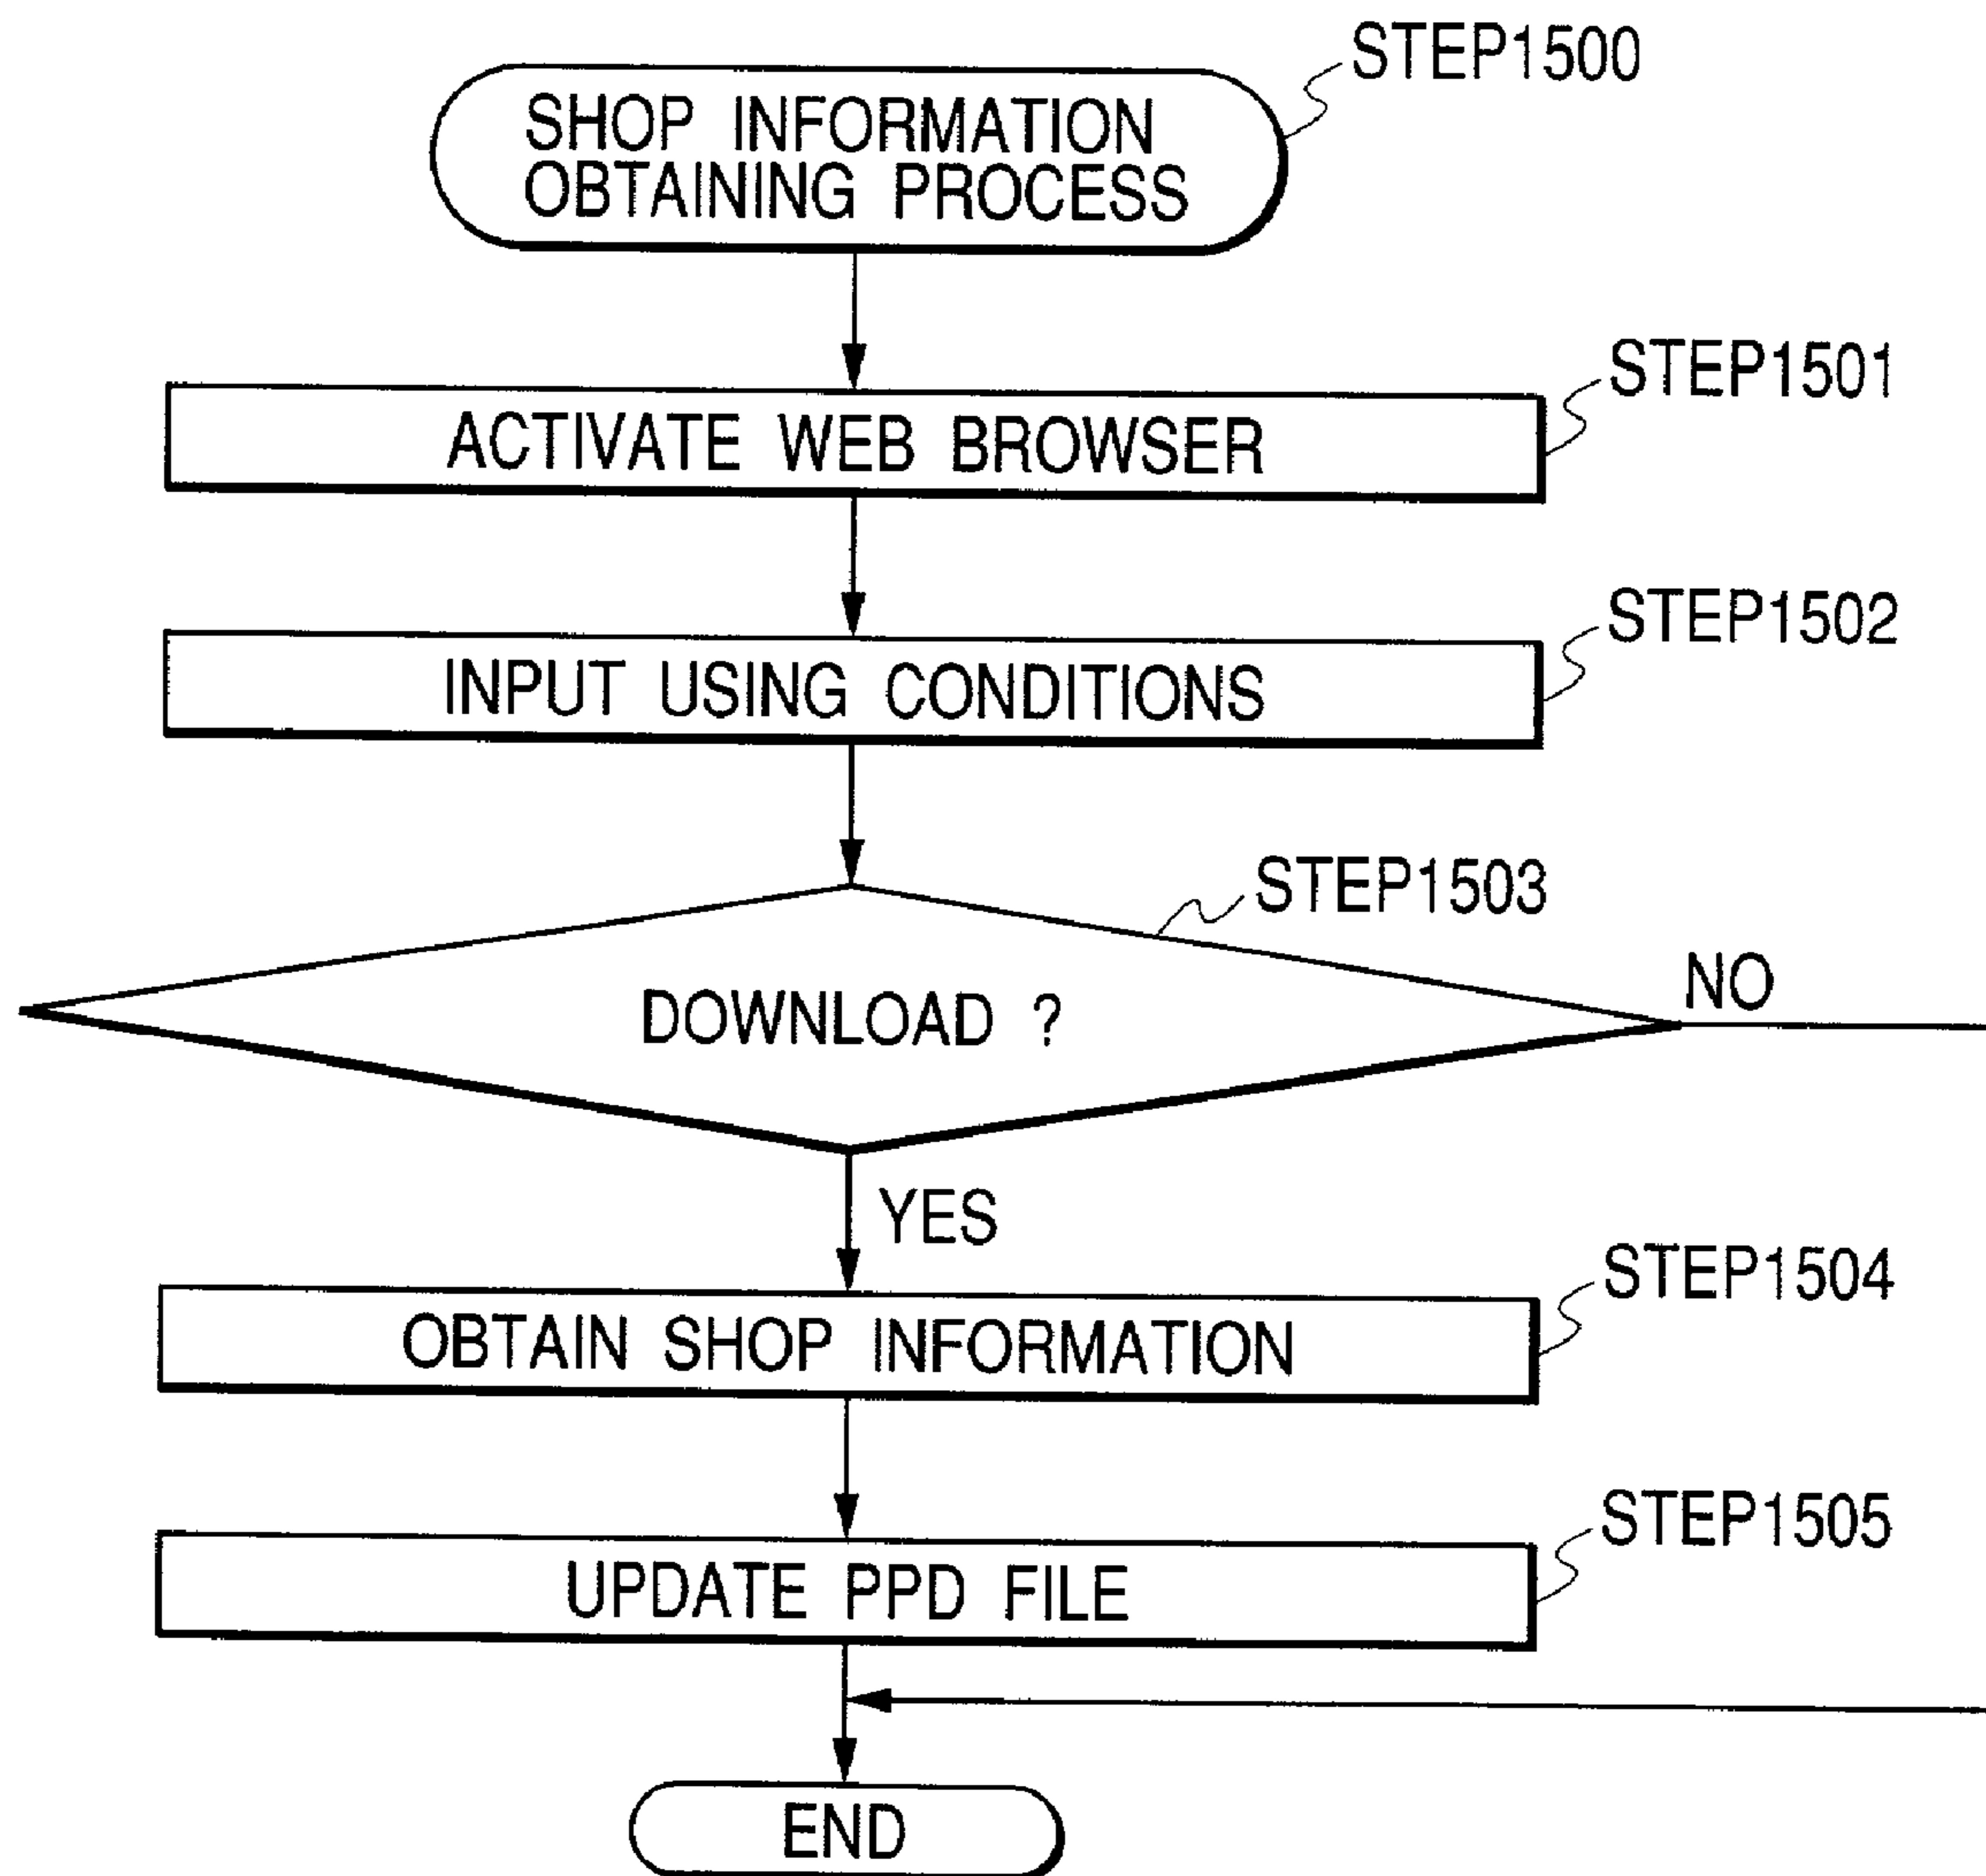 STEP1500
SHOP INFORMATION
OBTAINING PROCESS
STEP1501
ACTIVATE WEB BROWSER
STEP1502
INPUT USING CONDITIONS
STEP1503
DOWNLOAD ?
NO
YES
STEP1504
OBTAIN SHOP INFORMATION
STEP1505
UPDATE PPD FILE
END